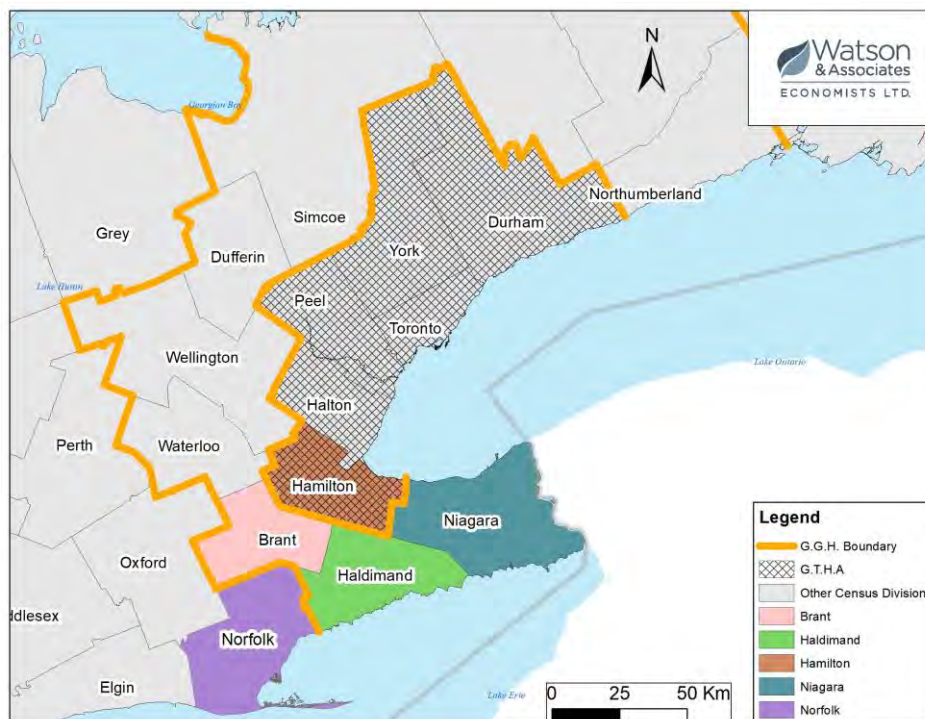 N
Watson
& Associates
ECONOMISTS LTD.
Georgian Bay
Northumberland
Simcoe
Durham
Grey
York
Dufferin
Lake Huron
Peel
Toronto
Wellington
Lake Ontario
Halton
Perth
Waterloo
Hamilton
Niagara
Brant
Oxford
Haldimand
ddlesex
Norfolk
Elgin
Lake Erie
0 25 50 Km
Legend
G.G.H. Boundary
G.T.H.A
Other Census Division
Brant
Haldimand
Hamilton
Niagara
Norfolk